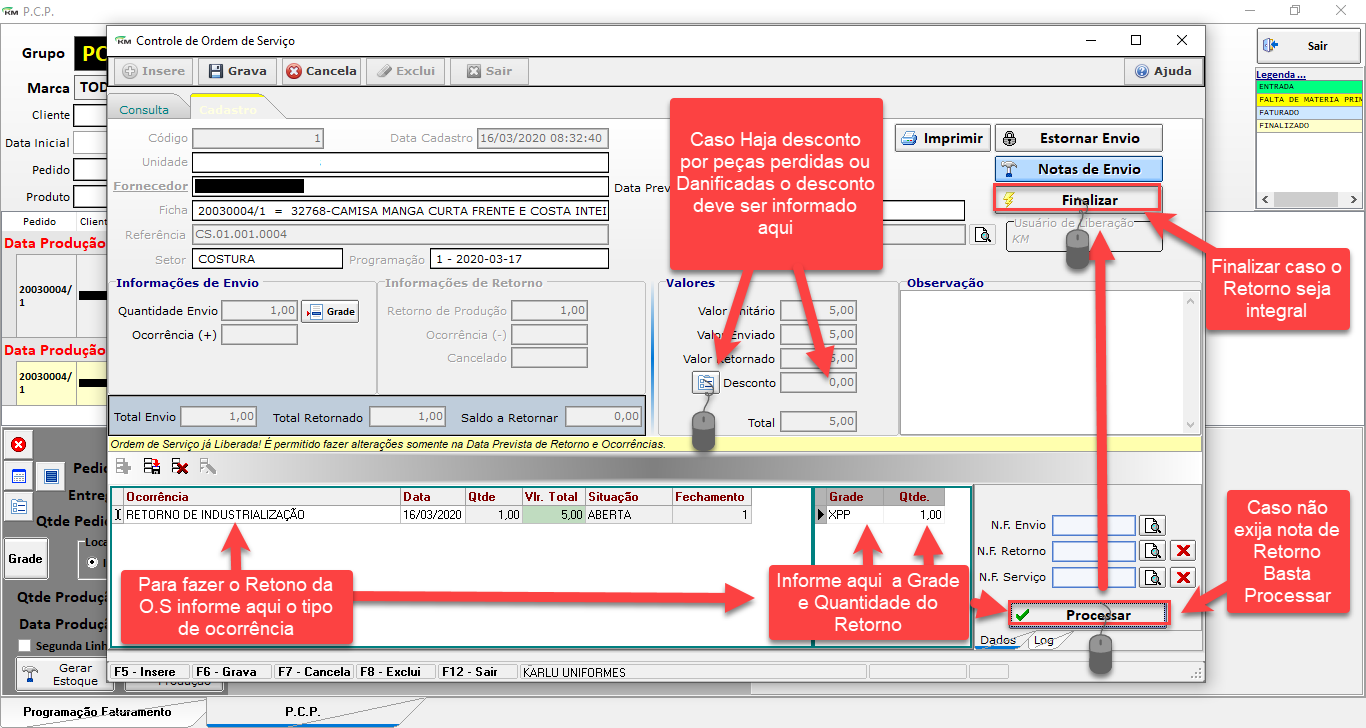 KM P.C.P.
Grupo PC
Marca TOD
Cliente
Data Inicial
Pedido
Produto
Pedido Client
Data Produção
20030004/
1
Data Produção
20030004/
1
Pedid
Entreg
Qtde Pedid
Grade
Loca
Qtde Produç
Data Produç
Segunda Linh
Gerar
Estoque
Produção
Programação Faturamento
P.C.P.
Sair
Legenda ...
ENTRADA
FALTA DE MATERIA PRIM
FATURADO
FINALIZADO
KM Controle de Ordem de Serviço
Insere
Grava
Cancela
Exclui
Sair
Ajuda
Consulta
Cadastro
Código 1
Data Cadastro 16/03/2020 08:32:40
Unidade
Fornecedor
Data Prev
Ficha 20030004/1 = 32768-CAMISA MANGA CURTA FRENTE E COSTA INTEI
Referência CS.01.001.0004
Setor COSTURA
Programação 1 - 2020-03-17
Imprimir
Estornar Envio
Notas de Envio
Finalizar
Usuário de Liberação
KM
Caso Haja desconto
por peças perdidas ou
Danificadas o desconto
deve ser informado
aqui
Finalizar caso o
Retorno seja
integral
Informações de Envio
Quantidade Envio 1,00
Grade
Ocorrência (+)
Informações de Retorno
Retorno de Produção 1,00
Ocorrência (-)
Cancelado
Total Envio 1,00
Total Retornado 1,00
Saldo a Retornar 0,00
Valores
Valor Unitário 5,00
Valor Enviado 5,00
Valor Retornado 5,00
Desconto 0,00
Total 5,00
Observação
Ordem de Serviço já Liberada! É permitido fazer alterações somente na Data Prevista de Retorno e Ocorrências.
Ocorrência Data Qtde Vlr. Total Situação Fechamento
RETORNO DE INDUSTRIALIZAÇÃO 16/03/2020 1,00 5,00 ABERTA 1
Grade Qtde.
XPP 1,00
N.F. Envio
N.F. Retorno
N.F. Serviço
Processar
Dados
Log
Para fazer o Retono da
O.S informe aqui o tipo
de ocorrência
Informe aqui a Grade
e Quantidade do
Retorno
Caso não
exija nota de
Retorno
Basta
Processar
F5 - Insere
F6 - Grava
F7 - Cancela
F8 - Exclui
F12 - Sair
KARLU UNIFORMES